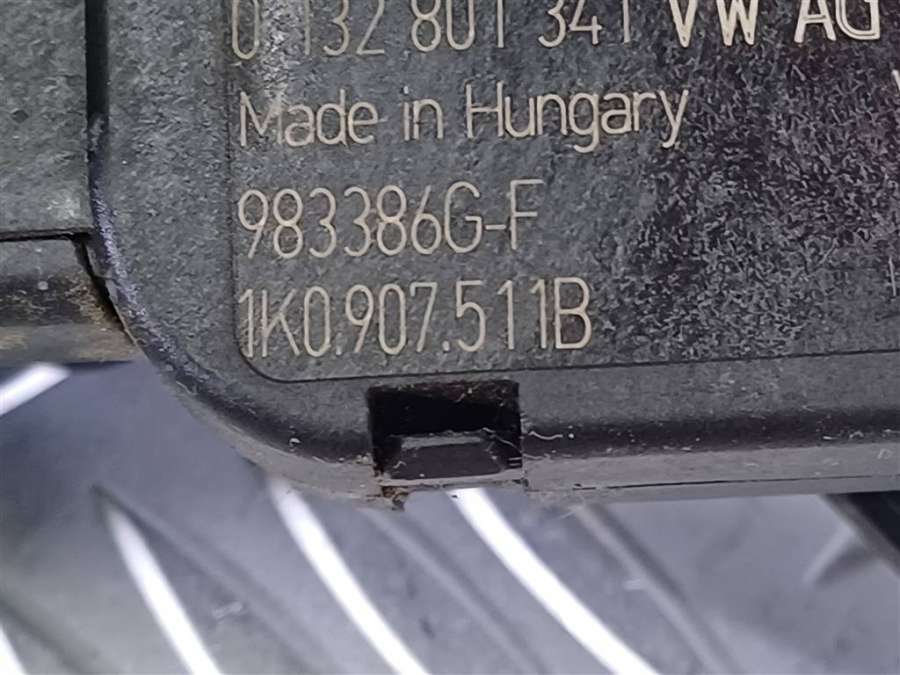 0 132 801 341 VW AG
Made in Hungary
983386G-F
1K0.907.511B